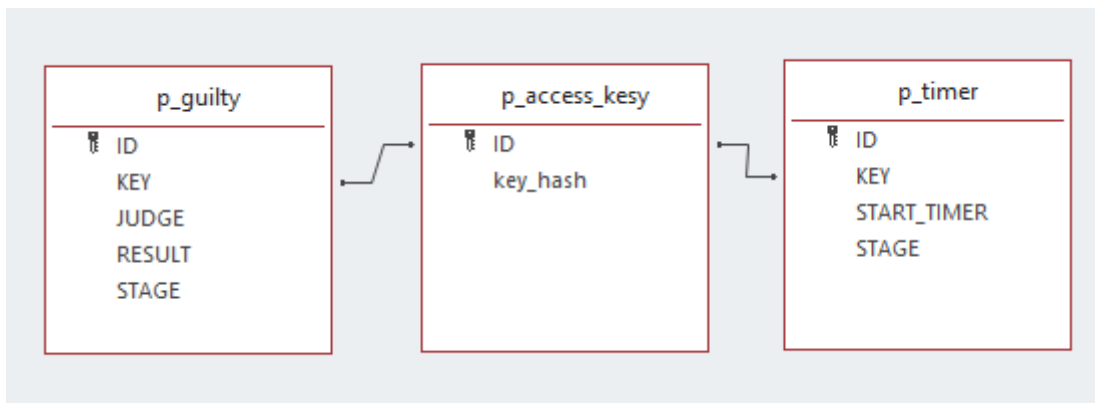 p_guilty
ID
KEY
JUDGE
RESULT
STAGE
p_access_kesy
ID
key_hash
p_timer
ID
KEY
START_TIMER
STAGE